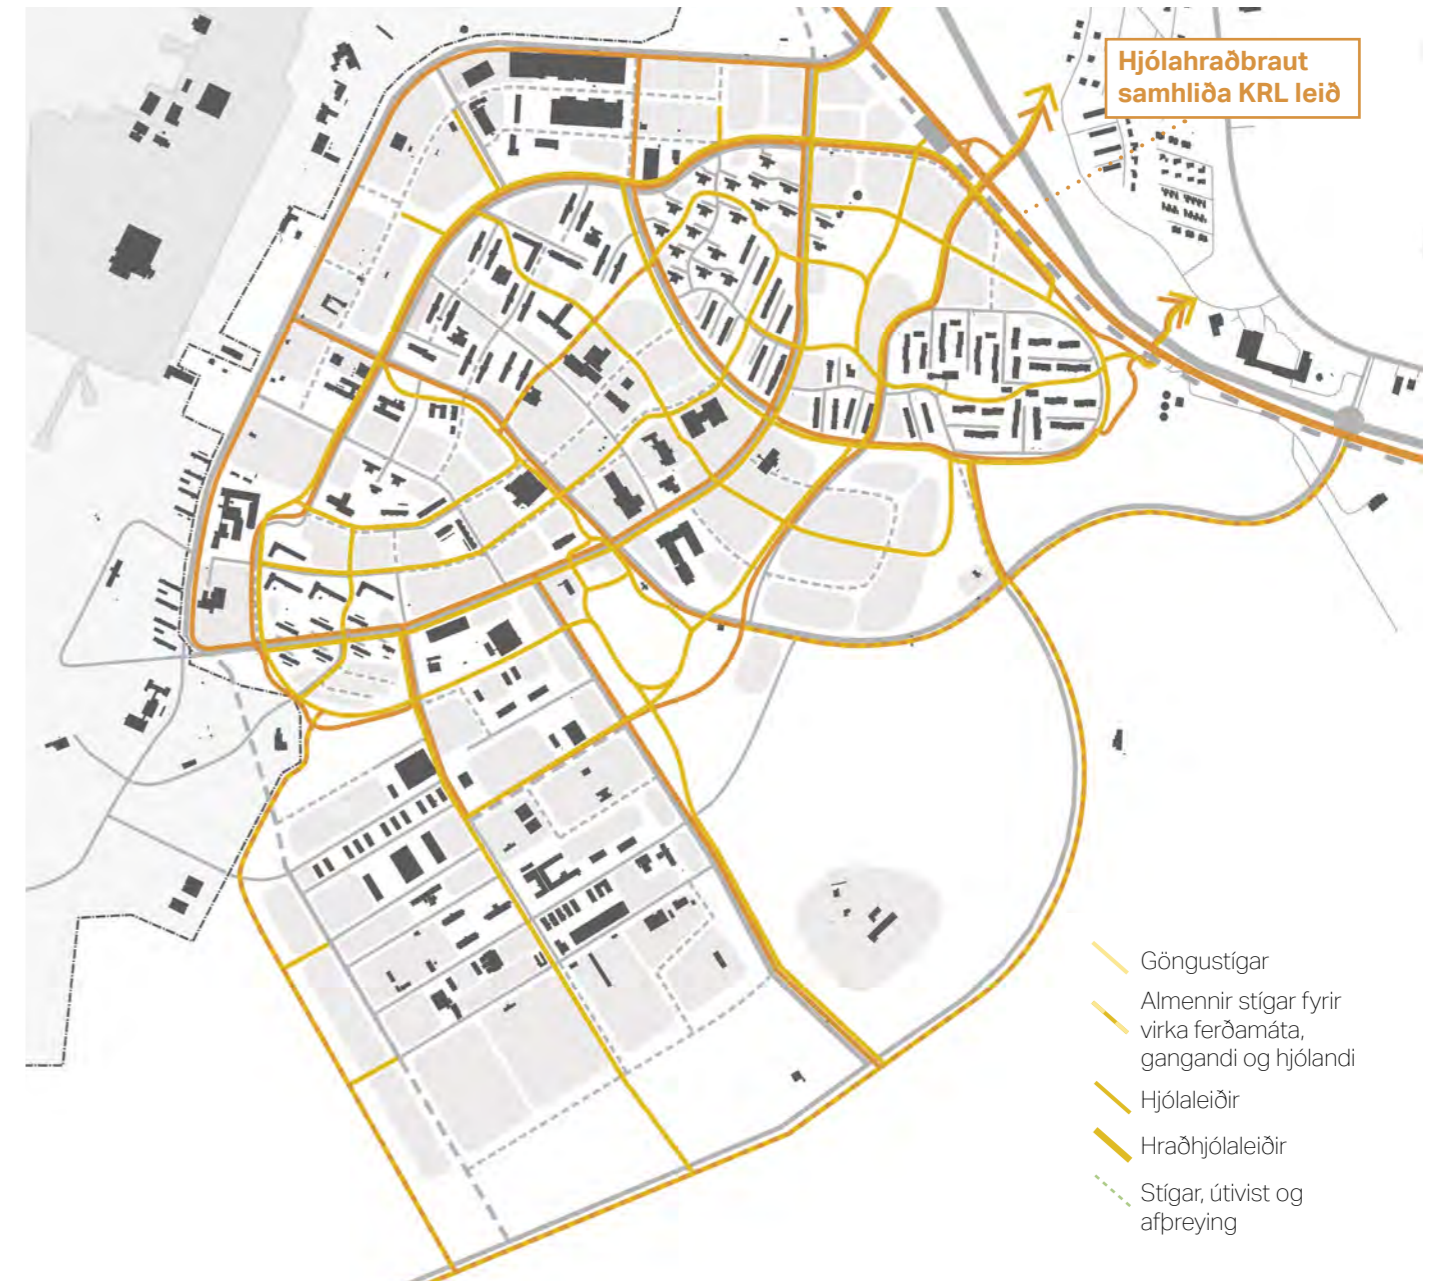 Hjólahraðbraut
samhliða KRL leið
Göngustígar
Almennir stígar fyrir
virka ferðamáta,
gangandi og hjólandi
Hjólaleiðir
Hraðhjólaleiðir
Stígar, útivist og
afþreying